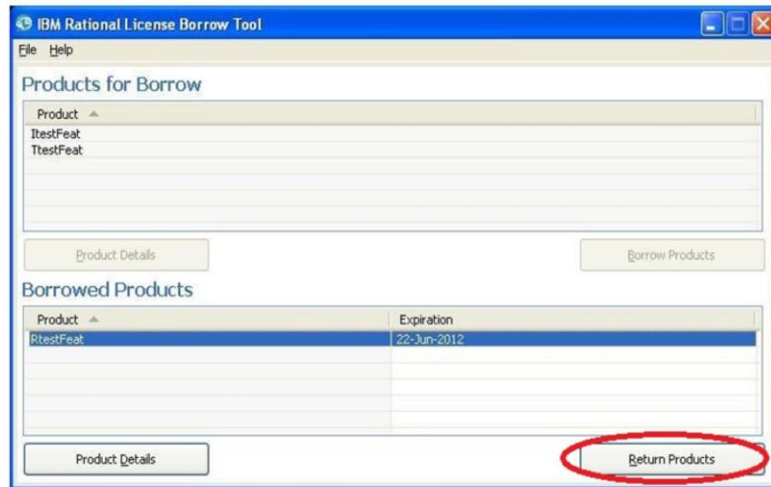 IBM Rational License Borrow Tool
File Help
Products for Borrow
Product
ItestFeat
TtestFeat
Product Details Borrow Products
Borrowed Products
Product Expiration
RtestFeat 22-Jun-2012
Product Details Return Products